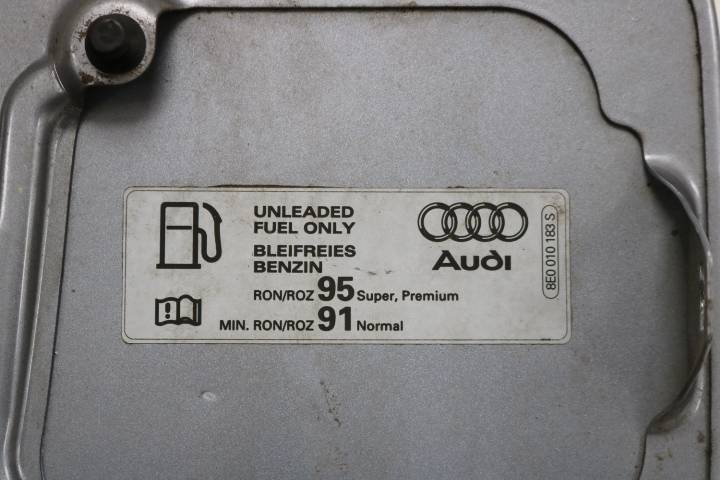 UNLEADED
FUEL ONLY
BLEIFREIES
BENZIN
RON/ROZ 95 Super, Premium
MIN. RON/ROZ 91 Normal
Audi
8E0 010 183 S